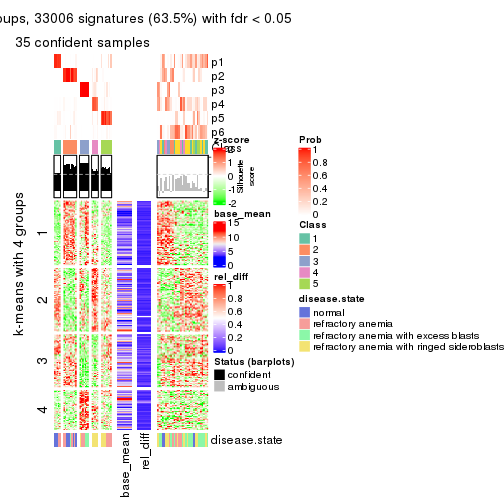 oups, 33006 signatures (63.5%) with fdr < 0.05
35 confident samples
p1
p2
p3
p4
p5
p6
z-score
Class
2
1
0
-1
-2
Silhouette
score
Prob
1
0.8
0.6
0.4
0.2
0
base_mean
15
10
5
0
rel_diff
1
0.8
0.6
0.4
0.2
0
Class
1
2
3
4
5
disease.state
normal
refractory anemia
refractory anemia with excess blasts
refractory anemia with ringed sideroblasts
Status (barplots)
confident
ambiguous
k-means with 4 groups
1
2
3
4
disease.state
base_mean
rel_diff